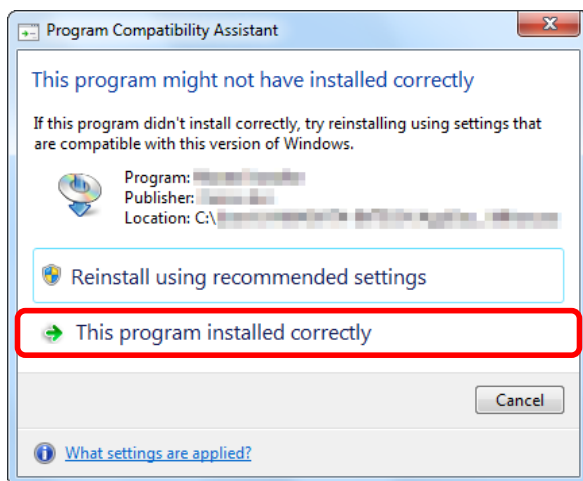 Program Compatibility Assistant
This program might not have installed correctly
If this program didn't install correctly, try reinstalling using settings that
are compatible with this version of Windows.
Program:
Publisher:
Location: C:\
Reinstall using recommended settings
This program installed correctly
Cancel
What settings are applied?